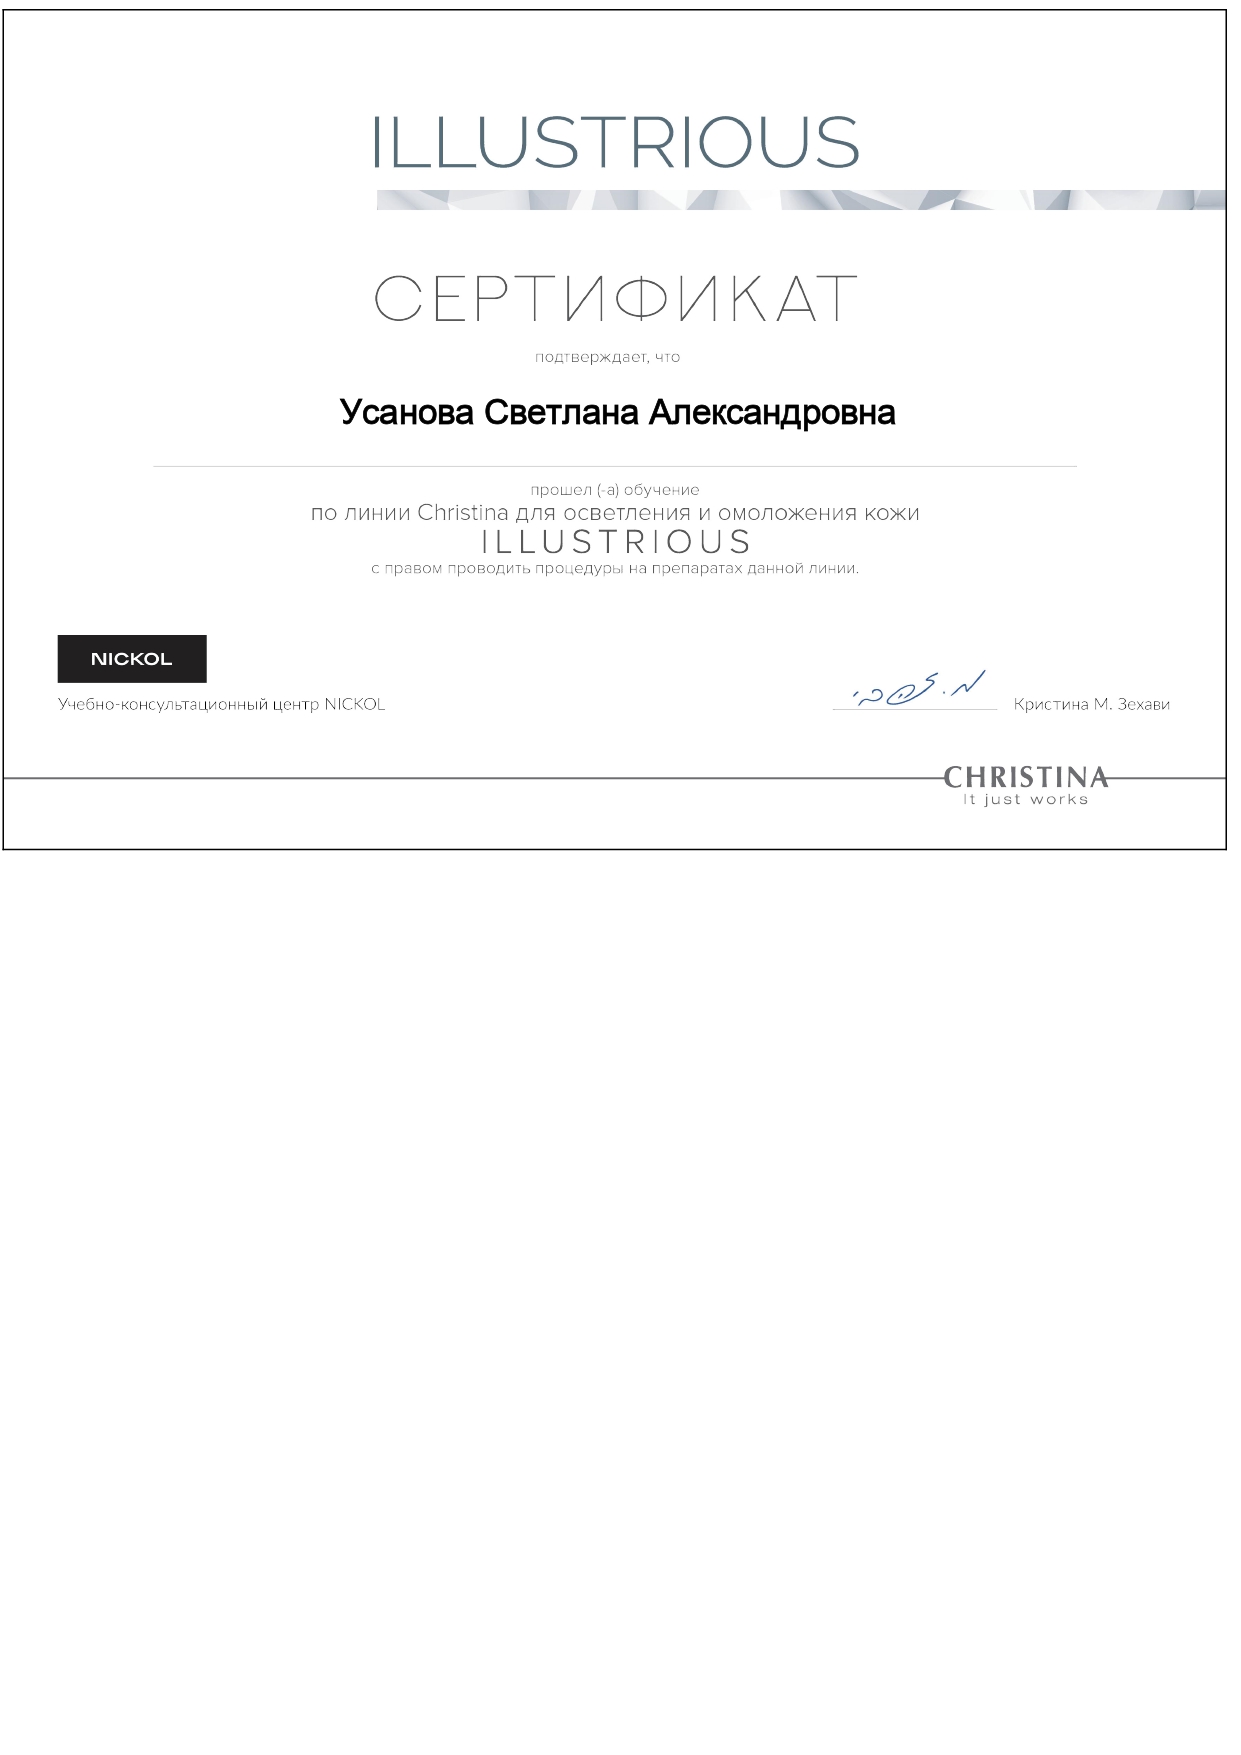 ILLUSTRIOUS
СЕРТИФИКАТ
подтверждает, что
Усанова Светлана Александровна
прошел (-а) обучение
по линии Christina для осветления и омоложения кожи
ILLUSTRIOUS
с правом проводить процедуры на препаратах данной линии.
NICKOL
Учебно-консультационный центр NICKOL
Кристина М. Зехави
CHRISTINA
It just works